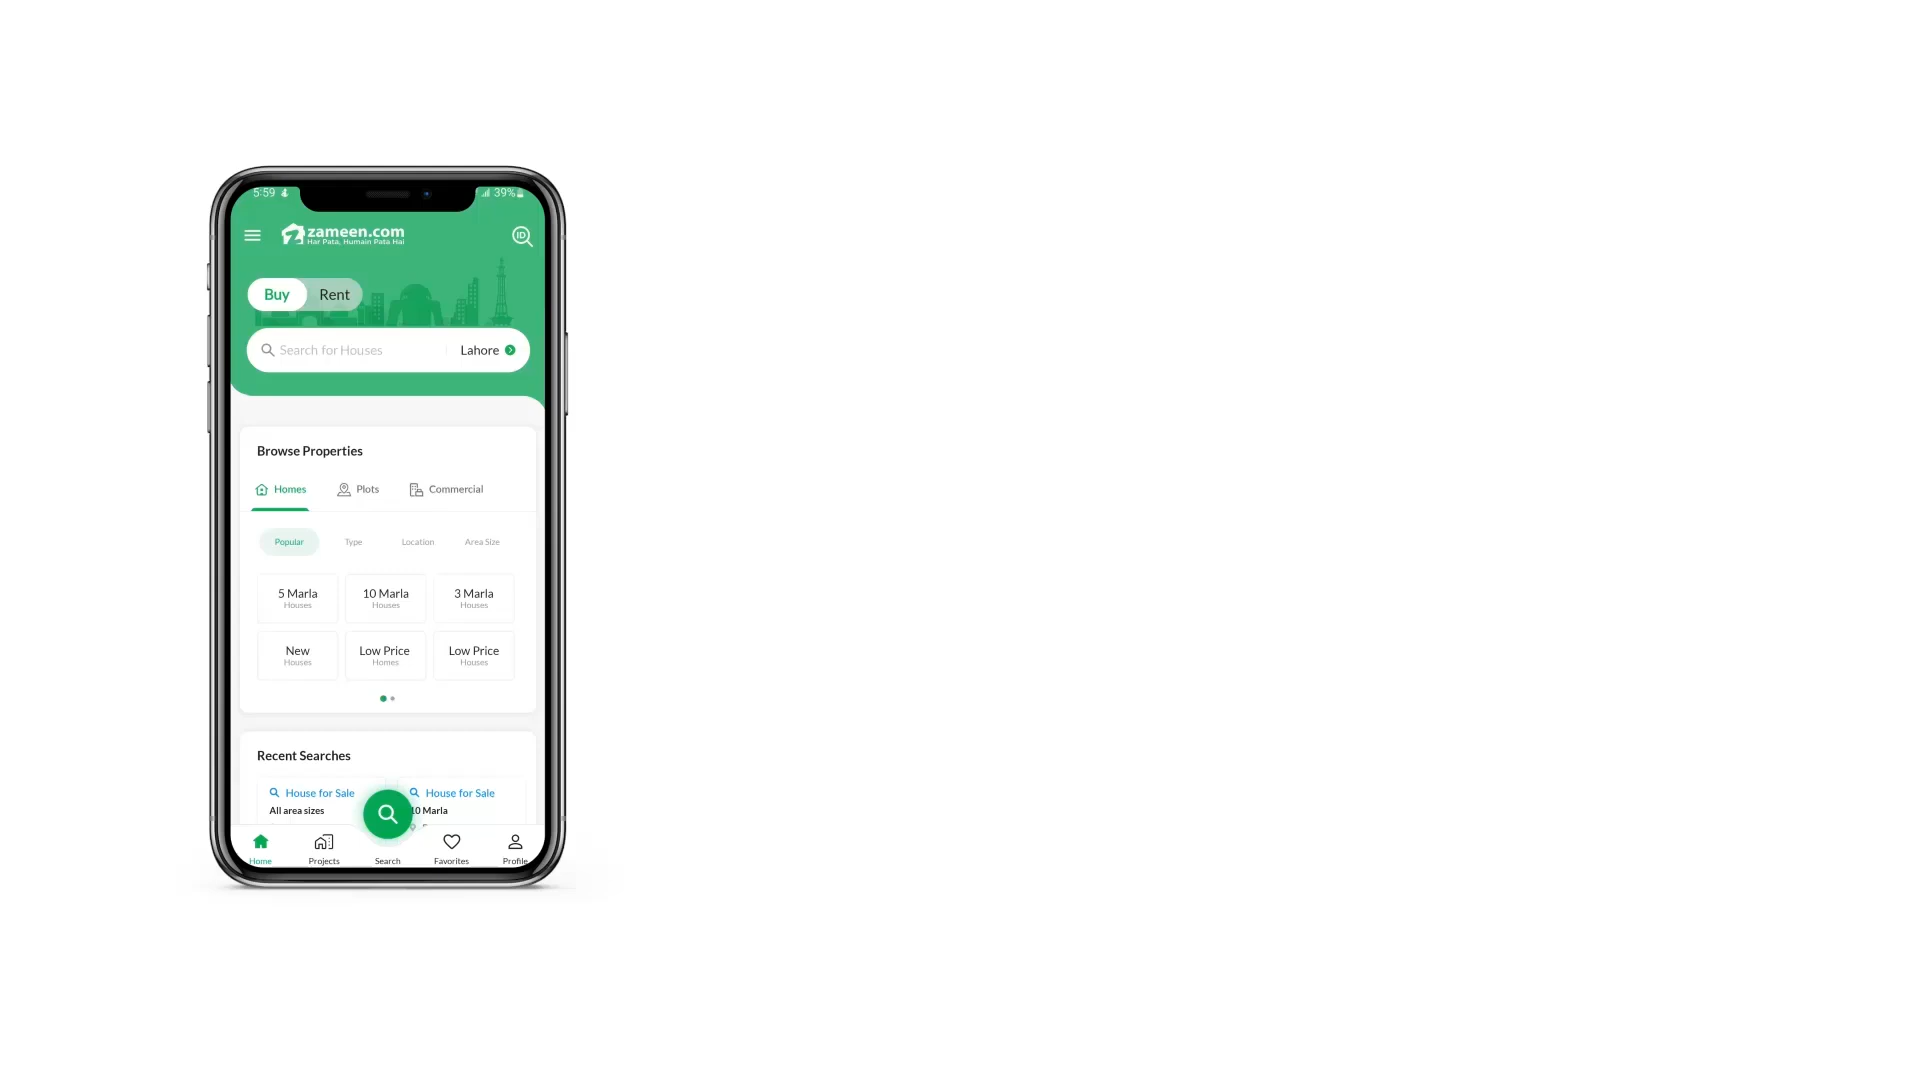 5:59
39%
zameen.com
Har Pata, Humain Pata Hai
ID
Buy Rent
Search for Houses Lahore
Browse Properties
Homes Plots Commercial
Popular Type Location Area Size
5 Marla 10 Marla 3 Marla
Houses Houses Houses
New Low Price Low Price
Houses Homes Houses
Recent Searches
House for Sale House for Sale
All area sizes 10 Marla
Home Projects Search Favorites Profile